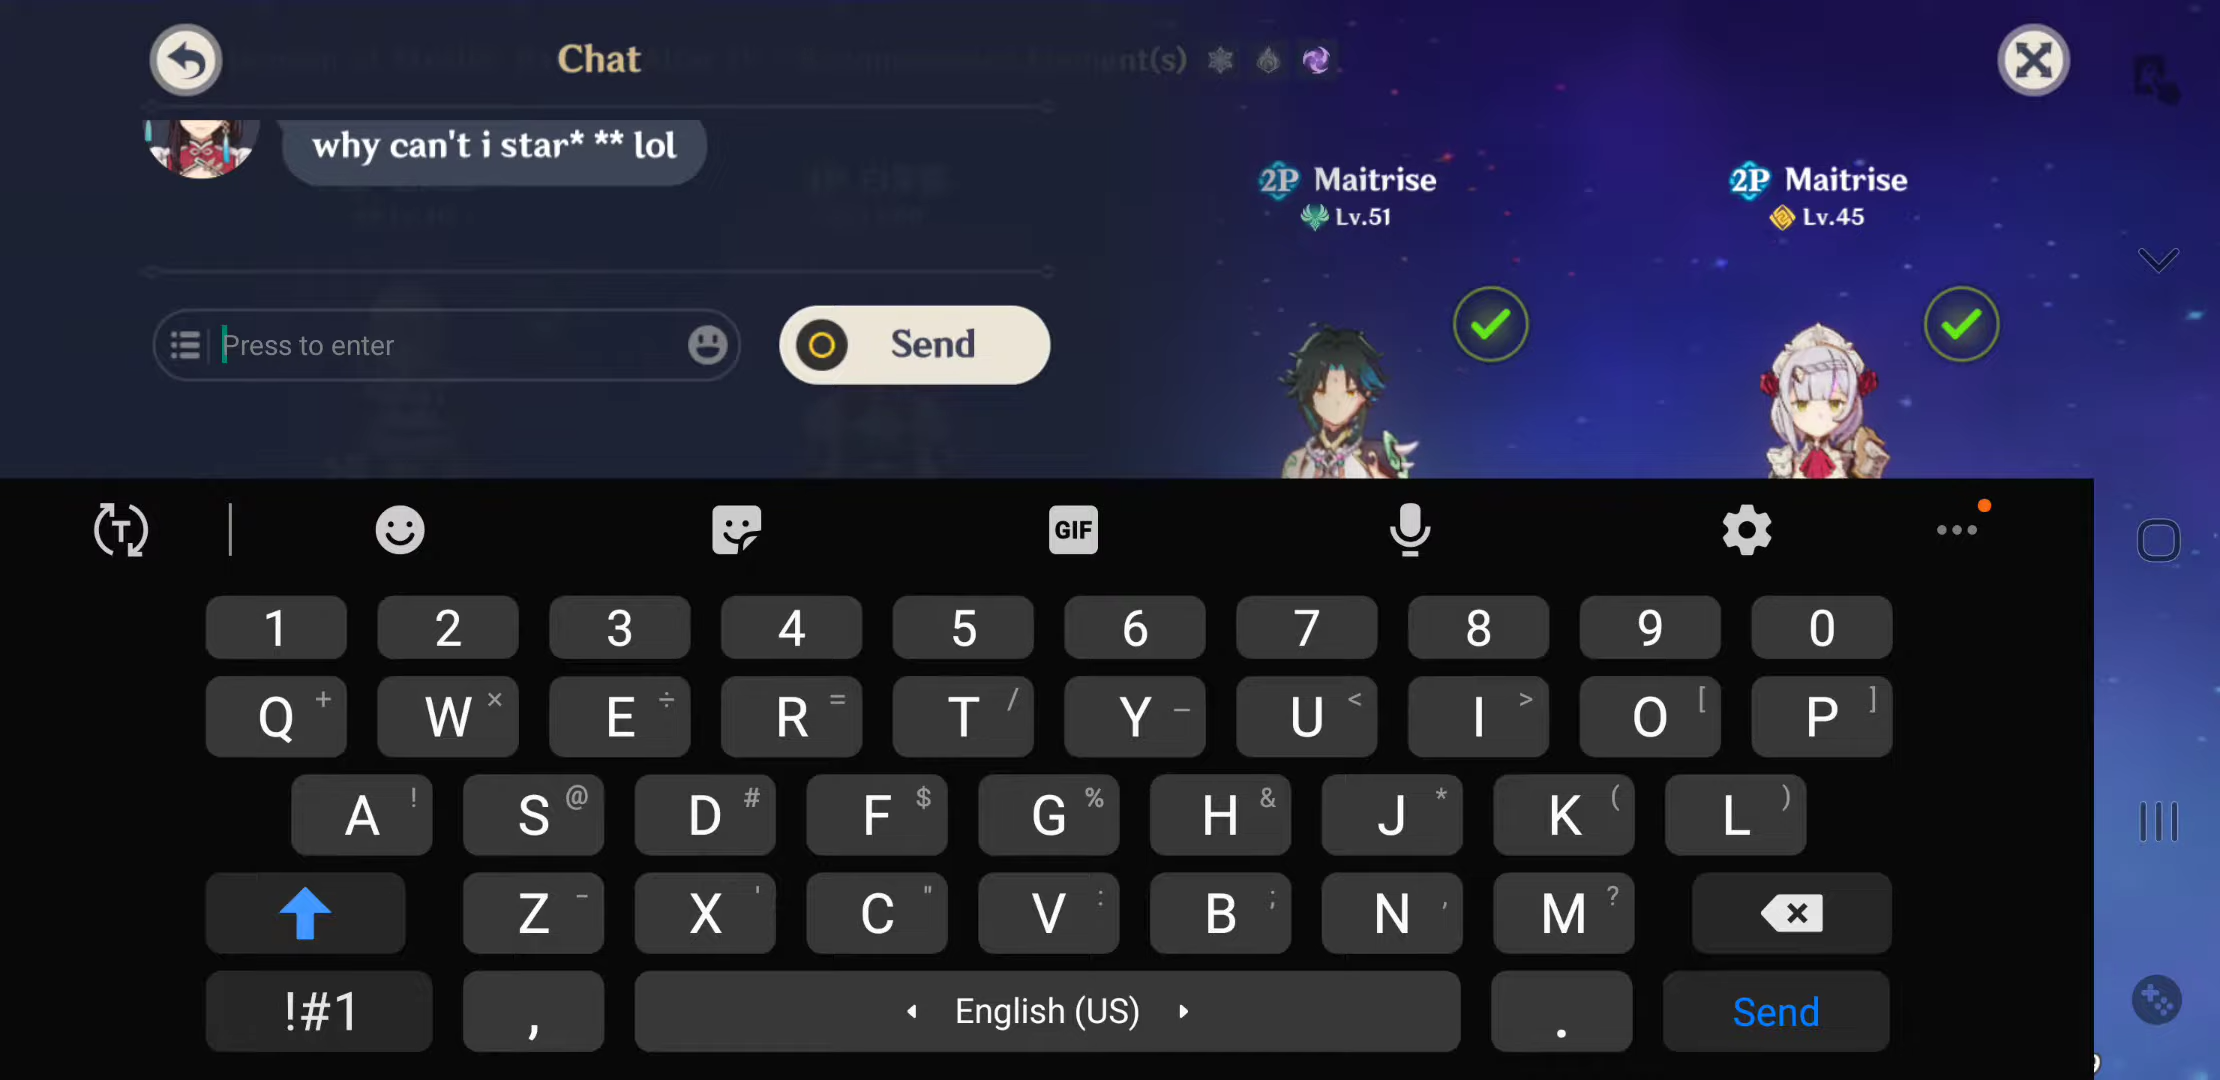 Chat
why can't i star* ** lol
2P Maitrise
Lv.51
2P Maitrise
Lv.45
Press to enter
Send
T
GIF
1 2 3 4 5 6 7 8 9 0
Q + W × E ÷ R = T / Y _ U < I > O [ P ]
A ! S @ D # F $ G % H & J * K ( L )
Z - X ' C " V : B ; N , M ?
!#1 , English (US) . Send